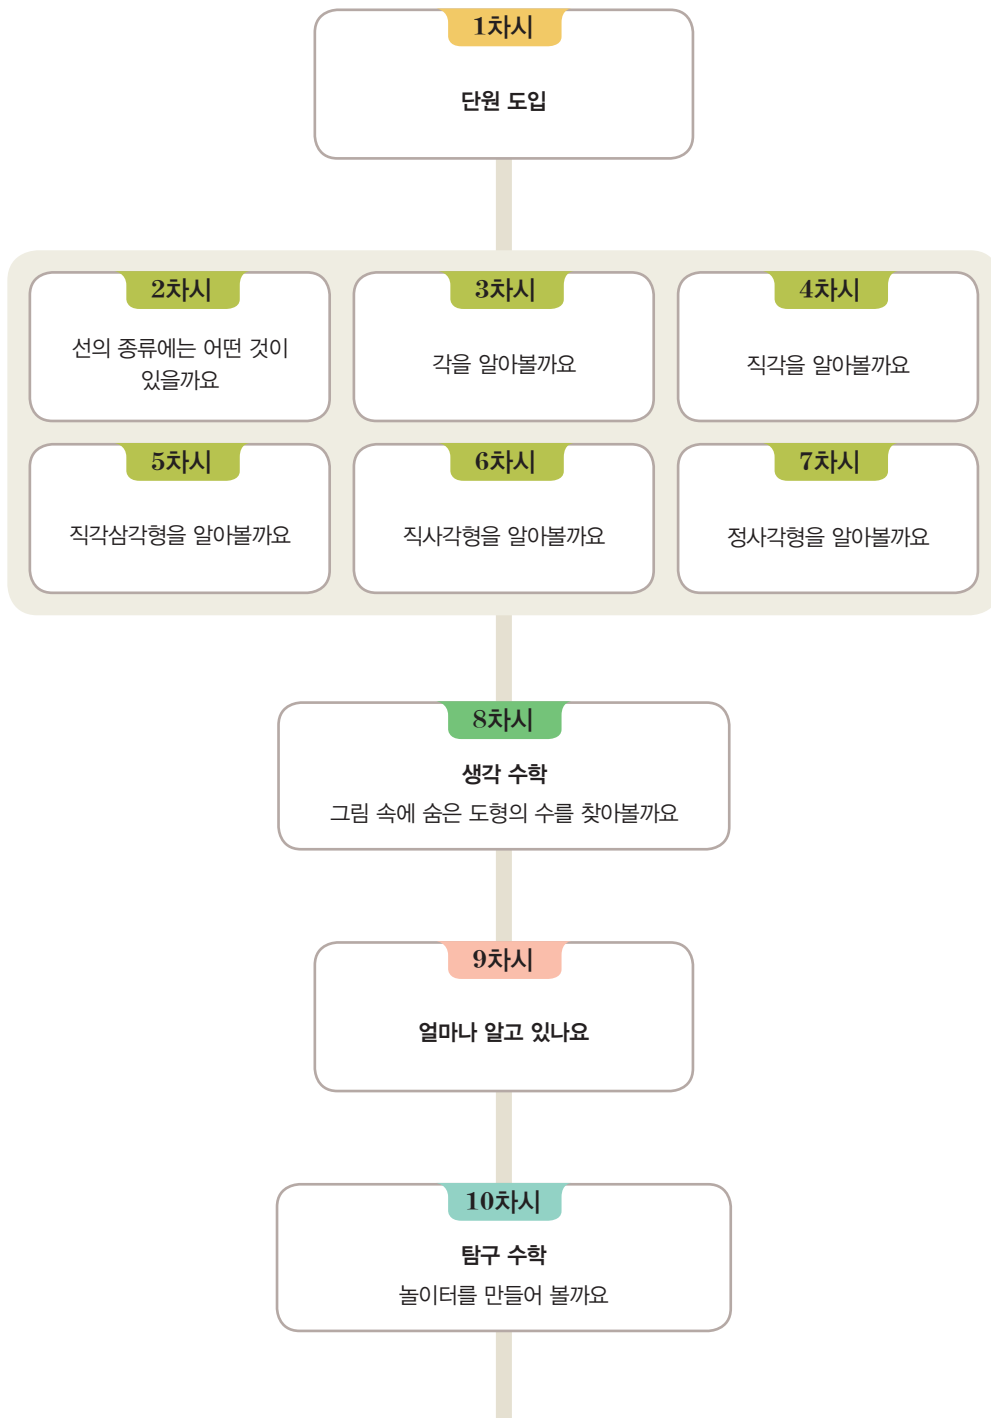 1차시
단원 도입
2차시
선의 종류에는 어떤 것이
있을까요
3차시
각을 알아볼까요
4차시
직각을 알아볼까요
5차시
직각삼각형을 알아볼까요
6차시
직사각형을 알아볼까요
7차시
정사각형을 알아볼까요
8차시
생각 수학
그림 속에 숨은 도형의 수를 찾아볼까요
9차시
얼마나 알고 있나요
10차시
탐구 수학
놀이터를 만들어 볼까요